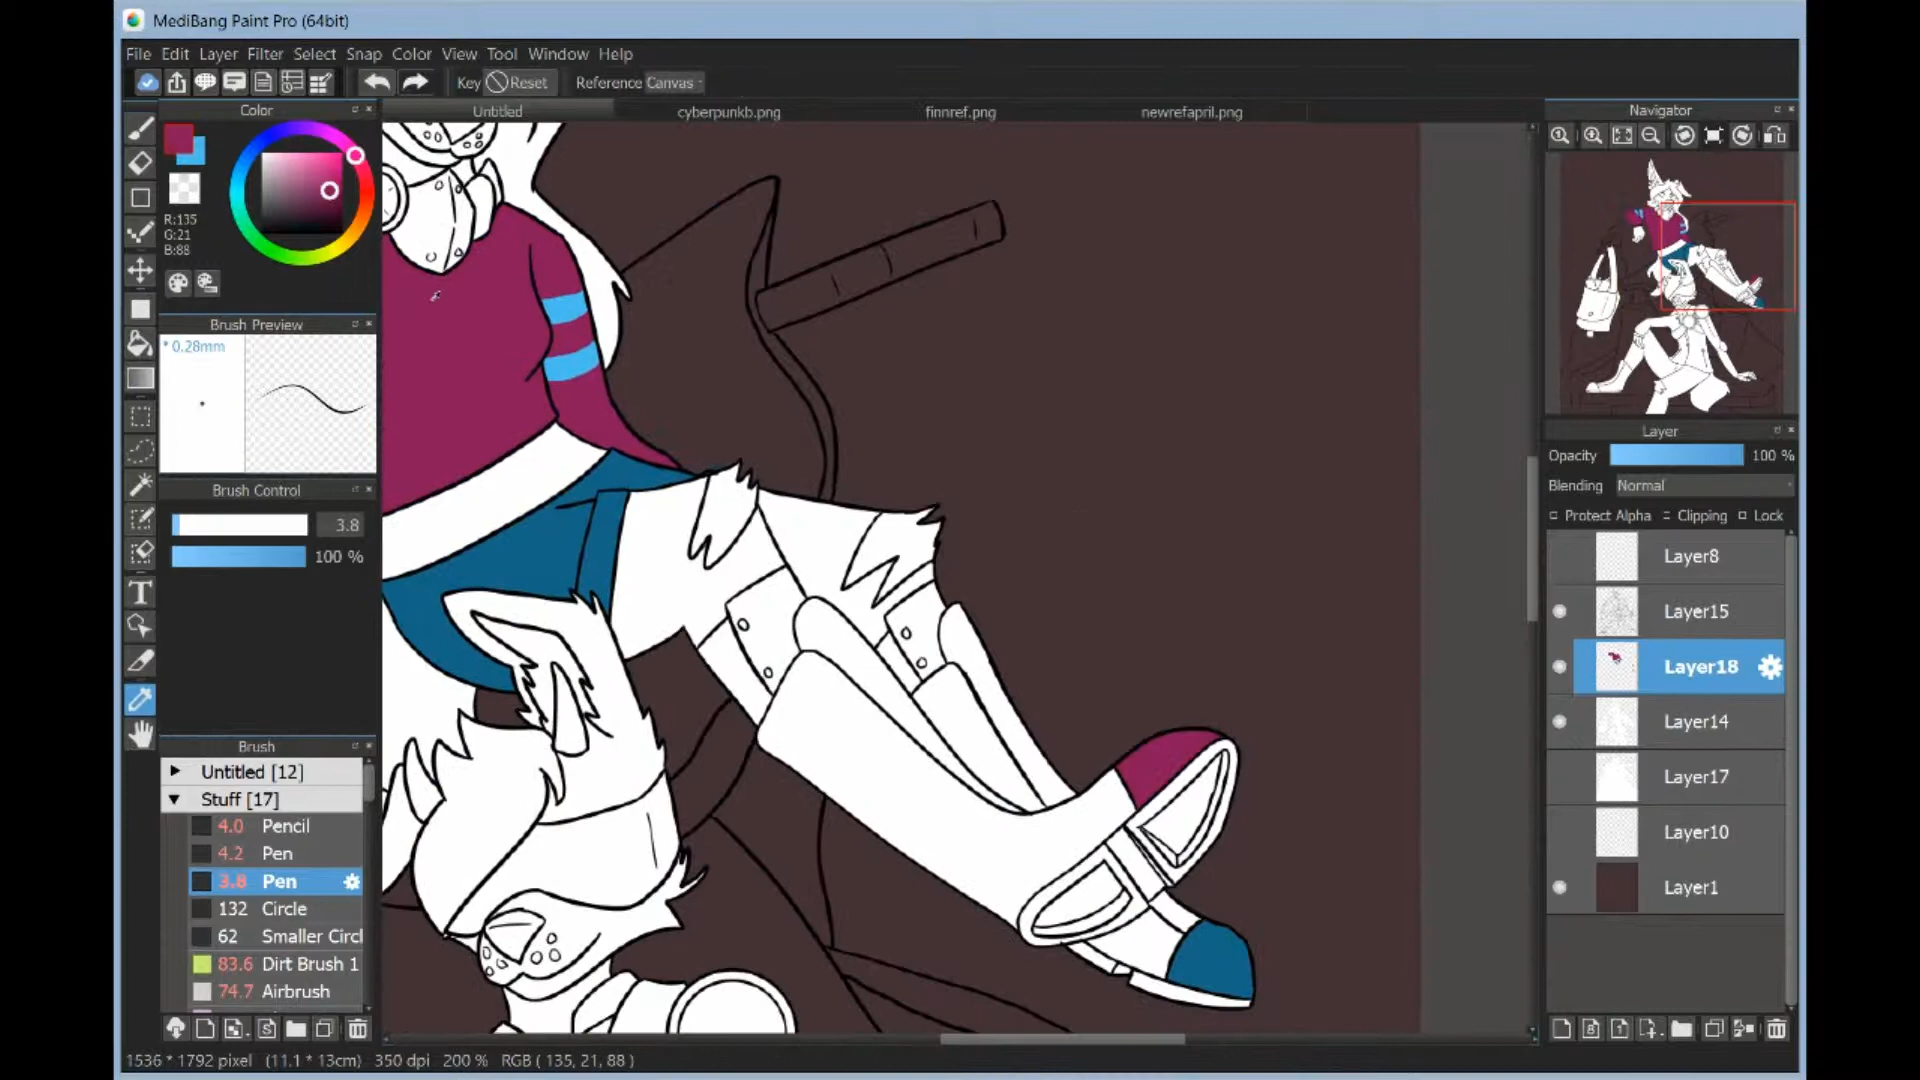 MediBang Paint Pro (64bit)
File Edit Layer Filter Select Snap Color View Tool Window Help
Key Reset Reference Canvas
Color
Untitled cyberpunkb.png finnref.png newrefapril.png
Navigator
R:135
G:21
B:88
Brush Preview
* 0.28mm
Brush Control
3.8
100 %
Brush
Untitled [12]
Stuff [17]
4.0 Pencil
4.2 Pen
3.8 Pen
132 Circle
62 Smaller Circl
83.6 Dirt Brush 1
74.7 Airbrush
Layer
Opacity 100 %
Blending Normal
Protect Alpha Clipping Lock
Layer8
Layer15
Layer18
Layer14
Layer17
Layer10
Layer1
1536 * 1792 pixel (11.1 * 13cm) 350 dpi 200 % RGB ( 135, 21, 88 )